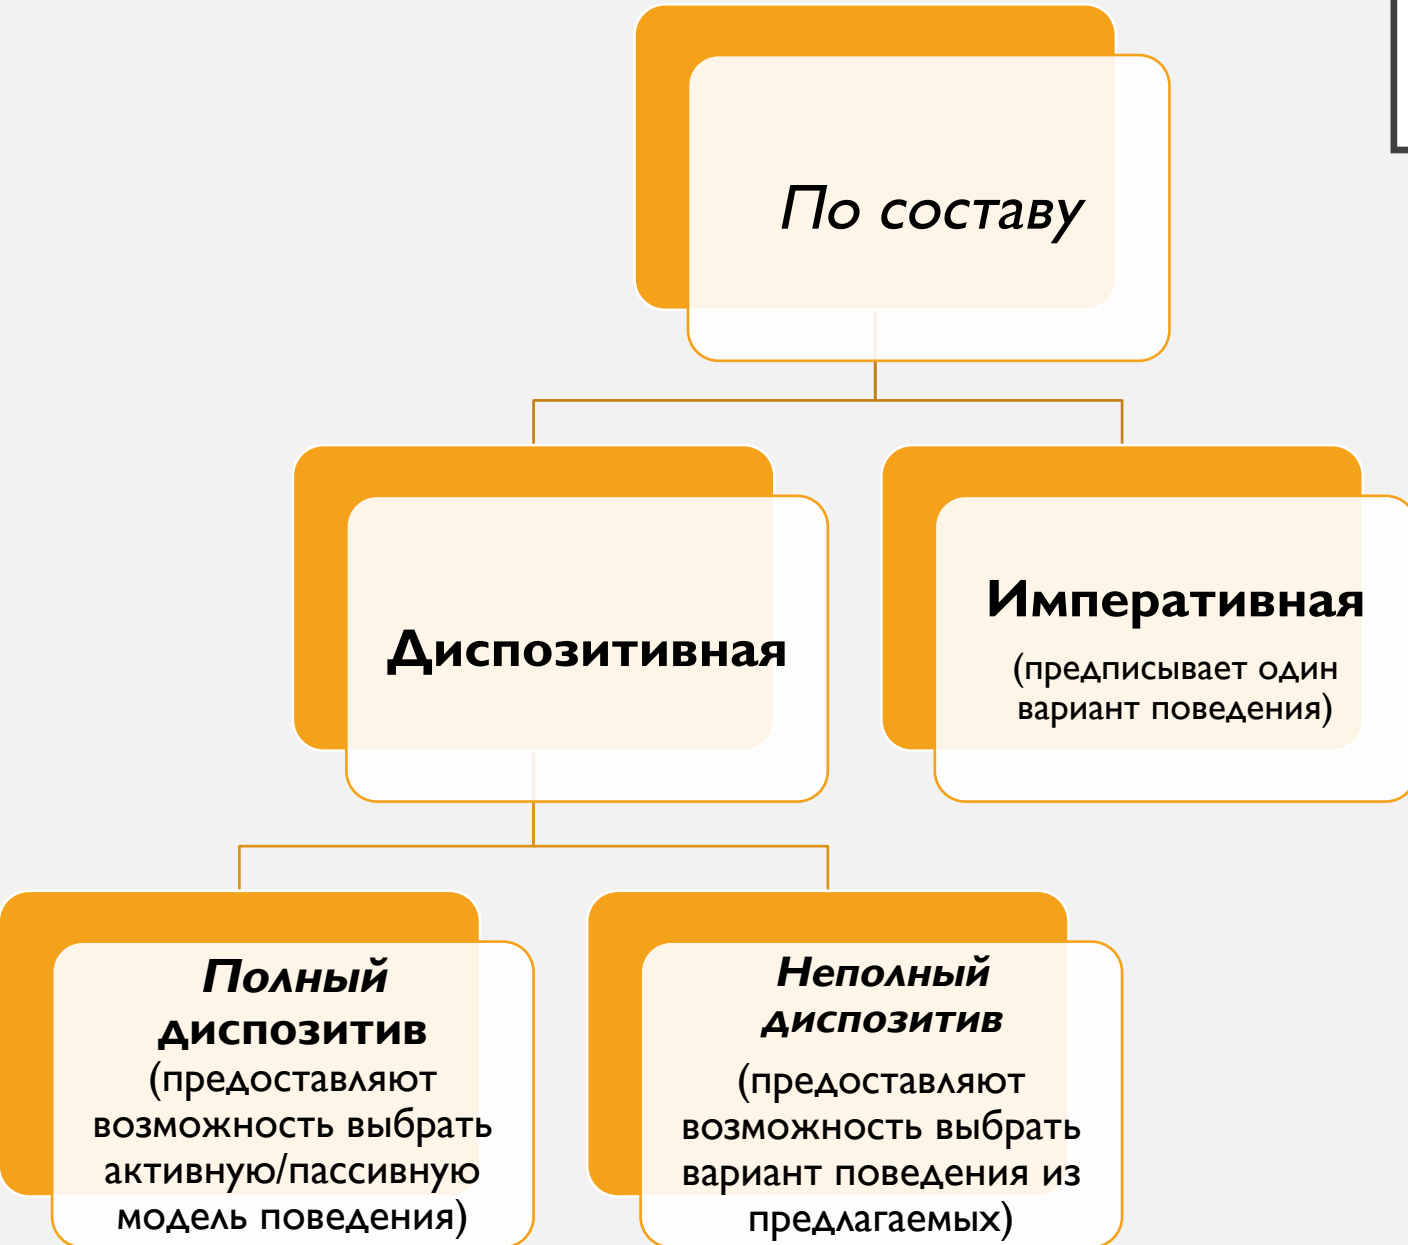 По составу
Диспозитивная
Императивная
(предписывает один
вариант поведения)
Полный
диспозитив
(предоставляют
возможность выбрать
активную/пассивную
модель поведения)
Неполный
диспозитив
(предоставляют
возможность выбрать
вариант поведения из
предлагаемых)